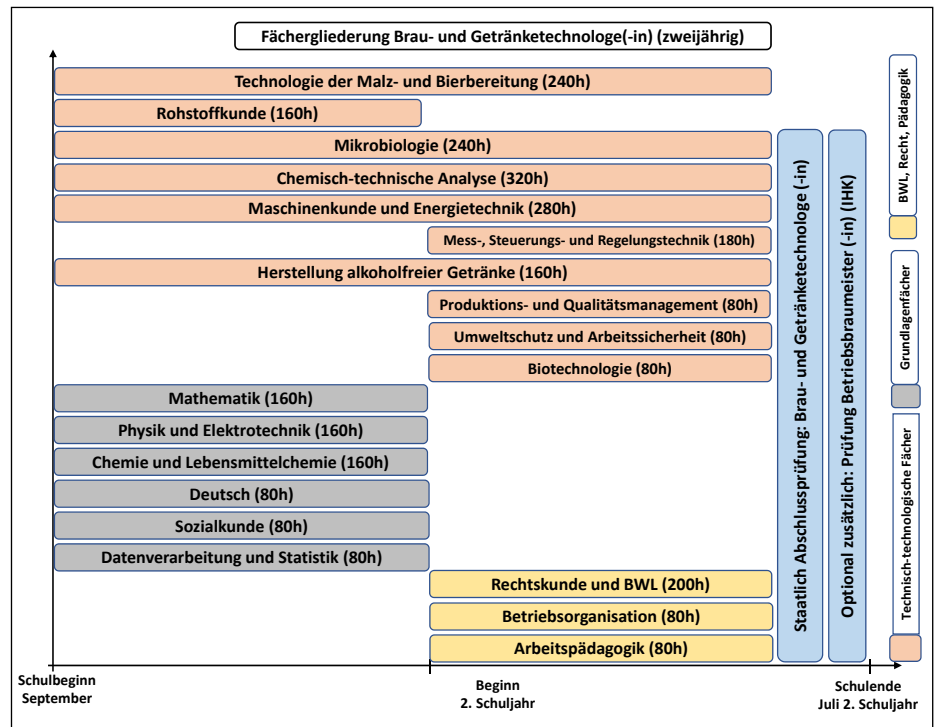 Fächergliederung Brau- und Getränketechnologe(-in) (zweijährig)
Technologie der Malz- und Bierbereitung (240h)
Rohstoffkunde (160h)
Mikrobiologie (240h)
Chemisch-technische Analyse (320h)
Maschinenkunde und Energietechnik (280h)
Mess-, Steuerungs- und Regelungstechnik (180h)
Herstellung alkoholfreier Getränke (160h)
Produktions- und Qualitätsmanagement (80h)
Umweltschutz und Arbeitssicherheit (80h)
Biotechnologie (80h)
Mathematik (160h)
Physik und Elektrotechnik (160h)
Chemie und Lebensmittelchemie (160h)
Deutsch (80h)
Sozialkunde (80h)
Datenverarbeitung und Statistik (80h)
Rechtskunde und BWL (200h)
Betriebsorganisation (80h)
Arbeitspädagogik (80h)
Staatlich Abschlussprüfung: Brau- und Getränketechnologe (-in)
Optional zusätzlich: Prüfung Betriebsbraumeister (-in) (IHK)
BWL, Recht, Pädagogik
Grundlagenfächer
Technisch-technologische Fächer
Schulbeginn
September
Beginn
2. Schuljahr
Schulende
Juli 2. Schuljahr